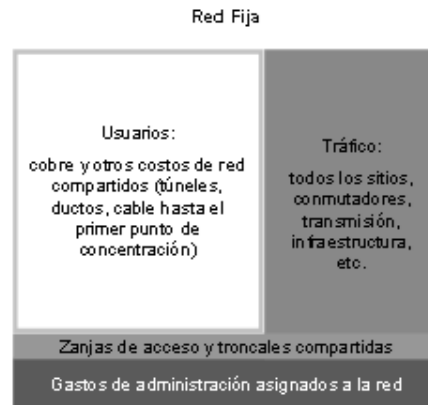 Red Fija
Usuarios:
cobre y otros costos de red
compartidos (túneles,
ductos, cable hasta el
primer punto de
concentración)
Tráfico:
todos los sitios,
conmutadores,
transmisión,
infraestructura,
etc.
Zanjas de acceso y troncales compartidas
Gastos de administración asignados a la red